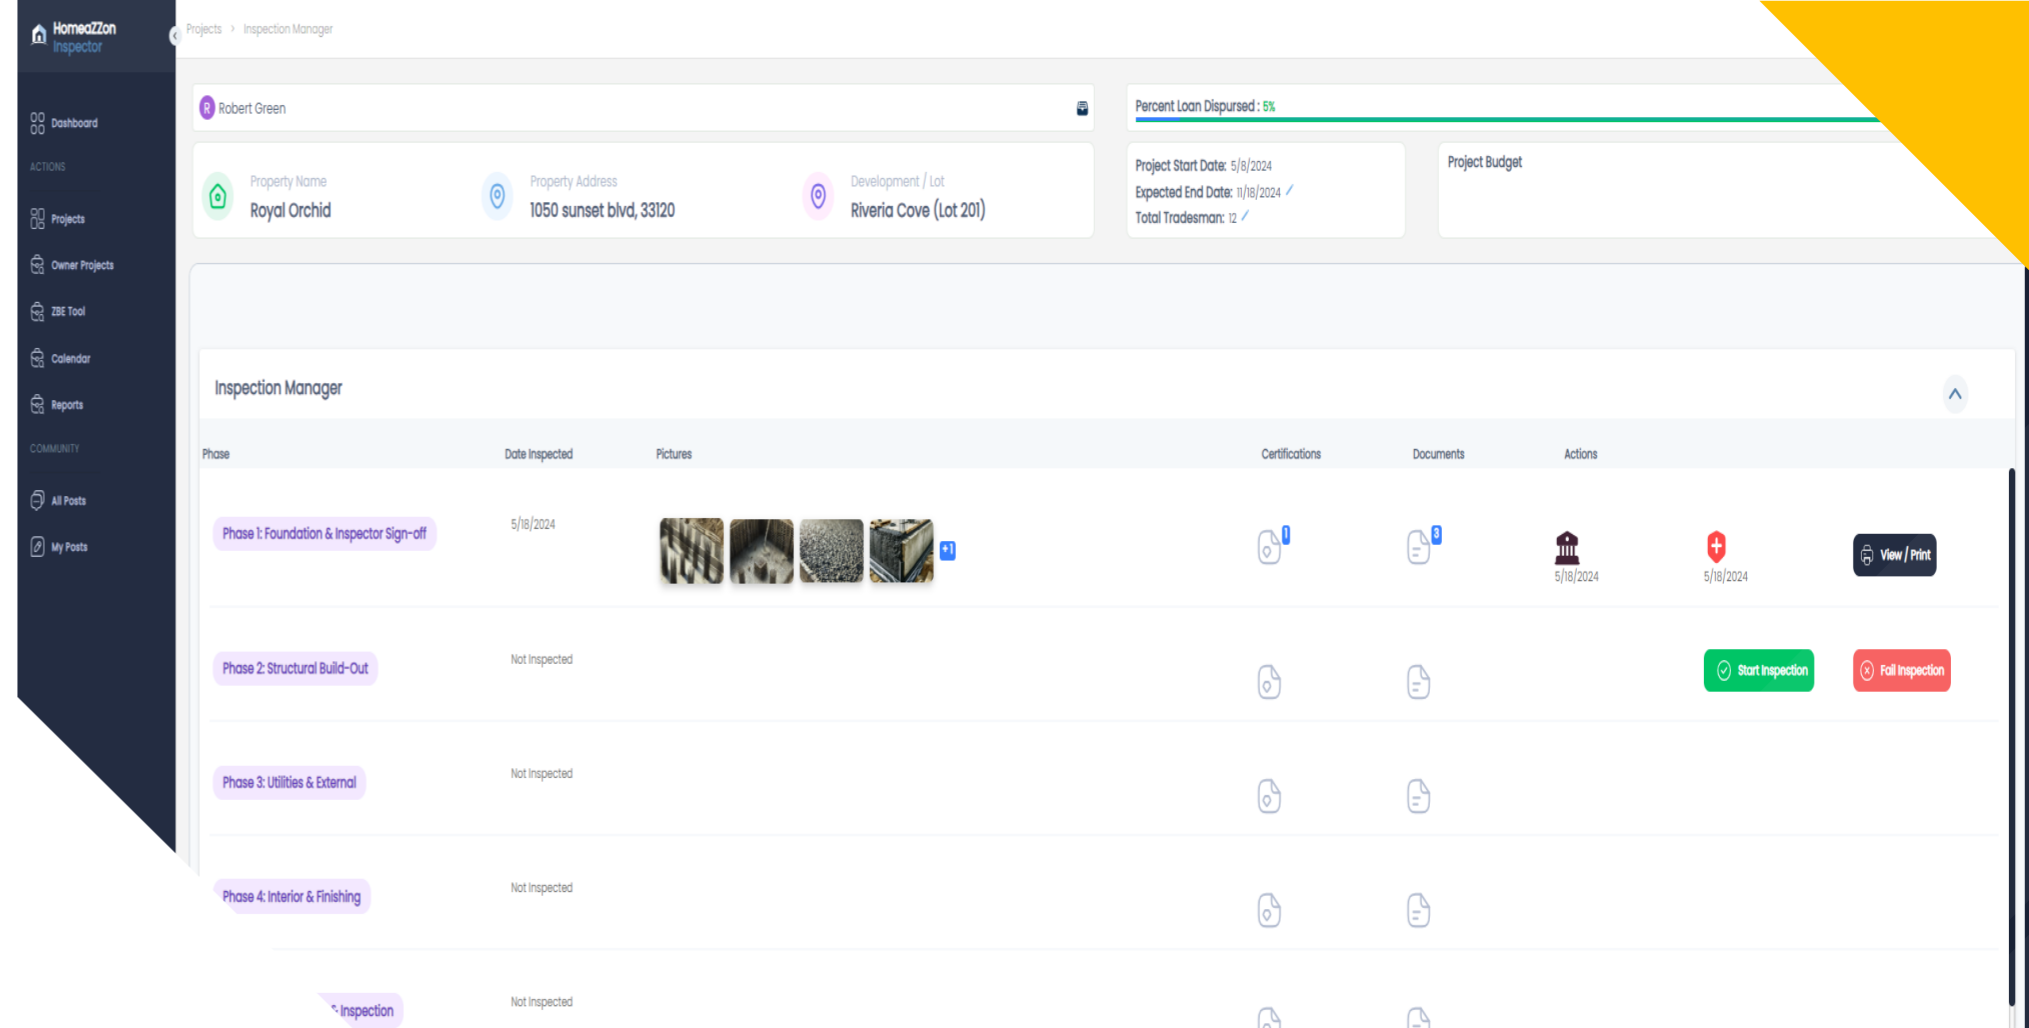 HomeaZZon
Inspector
Projects > Inspection Manager
Dashboard
ACTIONS
Projects
Owner Projects
ZBE Tool
Calendar
Reports
COMMUNITY
All Posts
My Posts
R Robert Green
Percent Loan Dispursed : 5%
Property Name
Royal Orchid
Property Address
1050 sunset blvd, 33120
Development / Lot
Riveria Cove (Lot 201)
Project Start Date: 5/8/2024
Expected End Date: 11/18/2024
Total Tradesman: 12
Project Budget
Inspection Manager
Phase Date Inspected Pictures Certifications Documents Actions
Phase 1: Foundation & Inspector Sign-off 5/18/2024 +1 1 3 5/18/2024 5/18/2024 View / Print
Phase 2: Structural Build-Out Not Inspected Start Inspection Fail Inspection
Phase 3: Utilities & External Not Inspected
Phase 4: Interior & Finishing Not Inspected
& Inspection Not Inspected